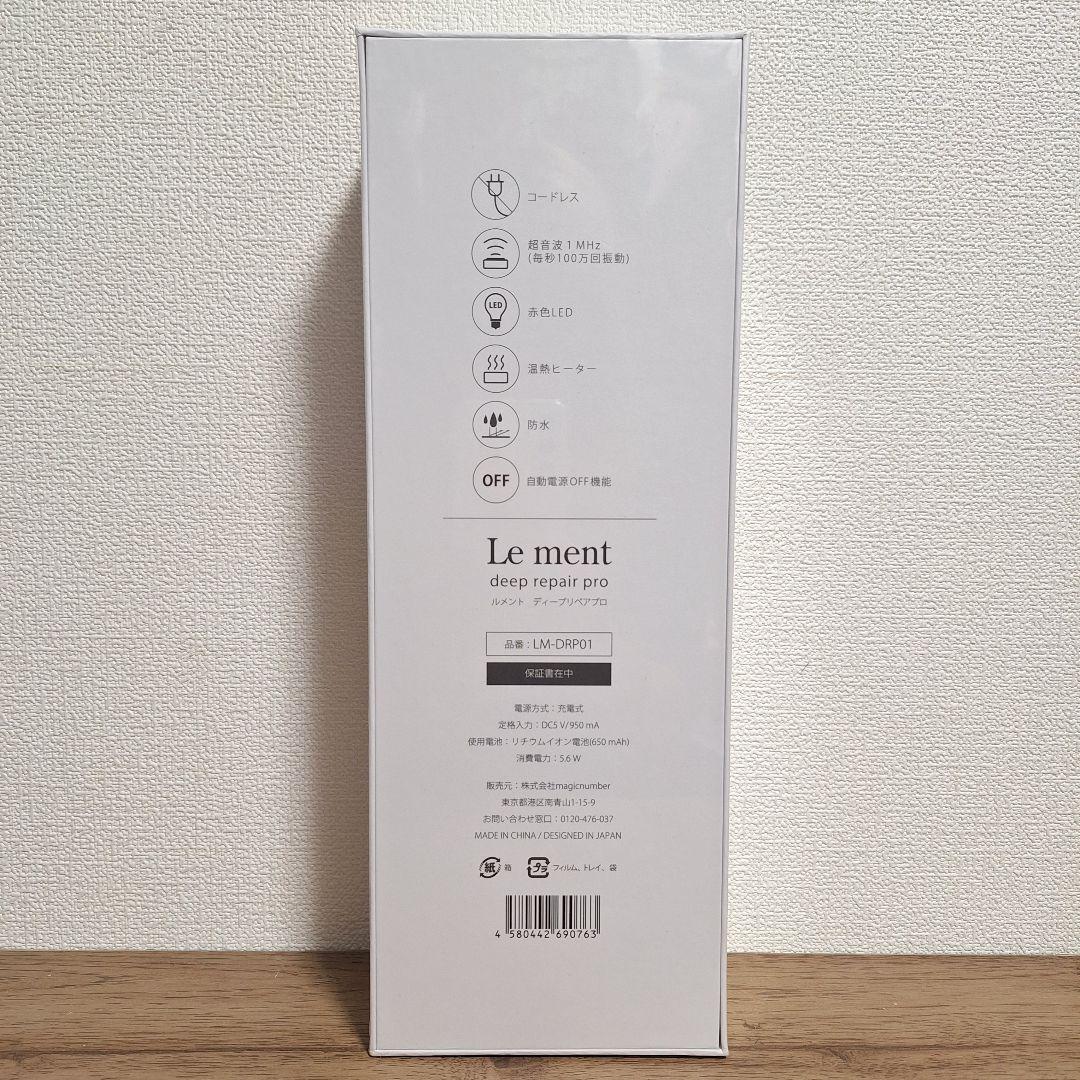 コードレス
超音波 1 MHz
(毎秒100万回振動)
LED
赤色LED
温熱ヒーター
防水
OFF
自動電源OFF機能
Le ment
deep repair pro
ルメント ディープリペアプロ
品番：LM-DRP01
保証書在中
電源方式：充電式
定格入力：DC5 V/950 mA
使用電池：リチウムイオン電池(650 mAh)
消費電力：5.6 W
販売元：株式会社magicnumber
東京都港区南青山1-15-9
お問い合わせ窓口：0120-476-037
MADE IN CHINA / DESIGNED IN JAPAN
紙 箱 プラ フィルム、トレイ、袋
4 580442 690763